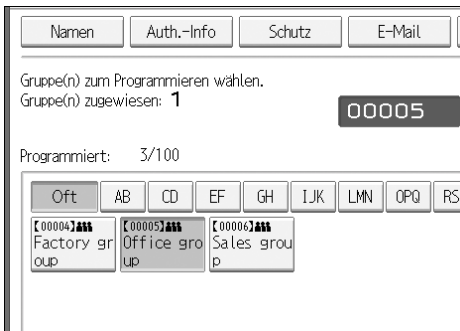 Namen Auth.-Info Schutz E-Mail
Gruppe(n) zum Programmieren wählen.
Gruppe(n) zugewiesen: 1
00005
Programmiert: 3/100
Oft AB CD EF GH IJK LMN OPQ RS
【00004】 【00005】 【00006】
Factory gr Office gro Sales grou
oup up p